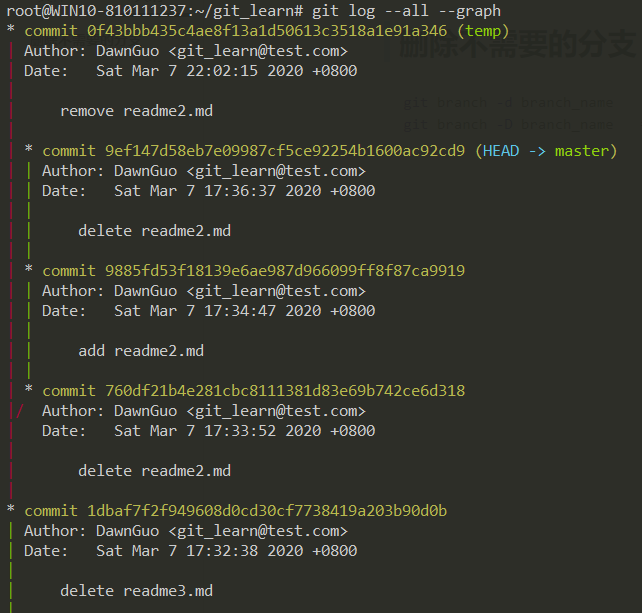 root@WIN10-810111237:~/git_learn# git log --all --graph
* commit 0f43bbb435c4ae8f13a1d50613c3518a1e91a346 (temp)
| Author: DawnGuo <git_learn@test.com>
| Date:   Sat Mar 7 22:02:15 2020 +0800
|
|     remove readme2.md
|
| * commit 9ef147d58eb7e09987cf5ce92254b1600ac92cd9 (HEAD -> master)
| | Author: DawnGuo <git_learn@test.com>
| | Date:   Sat Mar 7 17:36:37 2020 +0800
| |
| |     delete readme2.md
| |
| * commit 9885fd53f18139e6ae987d966099ff8f87ca9919
| | Author: DawnGuo <git_learn@test.com>
| | Date:   Sat Mar 7 17:34:47 2020 +0800
| |
| |     add readme2.md
| |
| * commit 760df21b4e281cbc8111381d83e69b742ce6d318
|/  Author: DawnGuo <git_learn@test.com>
|   Date:   Sat Mar 7 17:33:52 2020 +0800
|
|       delete readme2.md
|
* commit 1dbaf7f2f949608d0cd30cf7738419a203b90d0b
| Author: DawnGuo <git_learn@test.com>
| Date:   Sat Mar 7 17:32:38 2020 +0800
|
|     delete readme3.md
|
删除不需要的分支
git branch -d branch_name
git branch -D branch_name